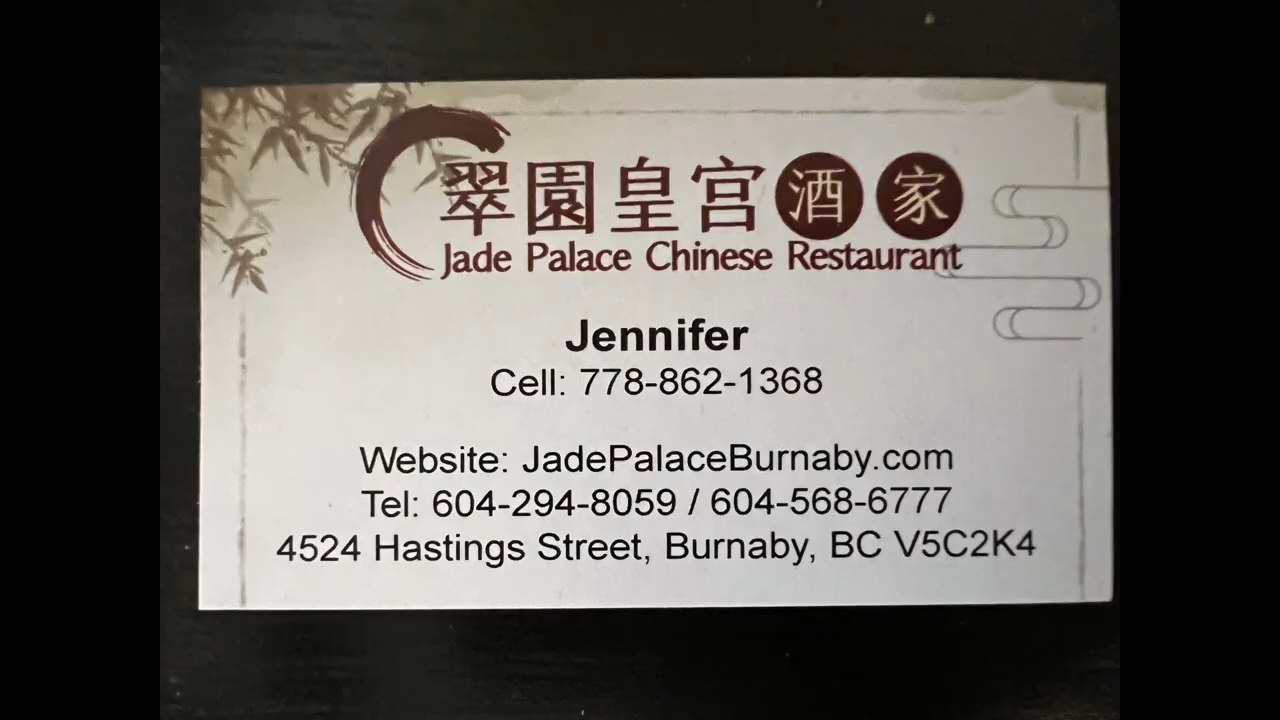 翠園皇宮酒家
Jade Palace Chinese Restaurant
Jennifer
Cell: 778-862-1368
Website: JadePalaceBurnaby.com
Tel: 604-294-8059 / 604-568-6777
4524 Hastings Street, Burnaby, BC V5C2K4